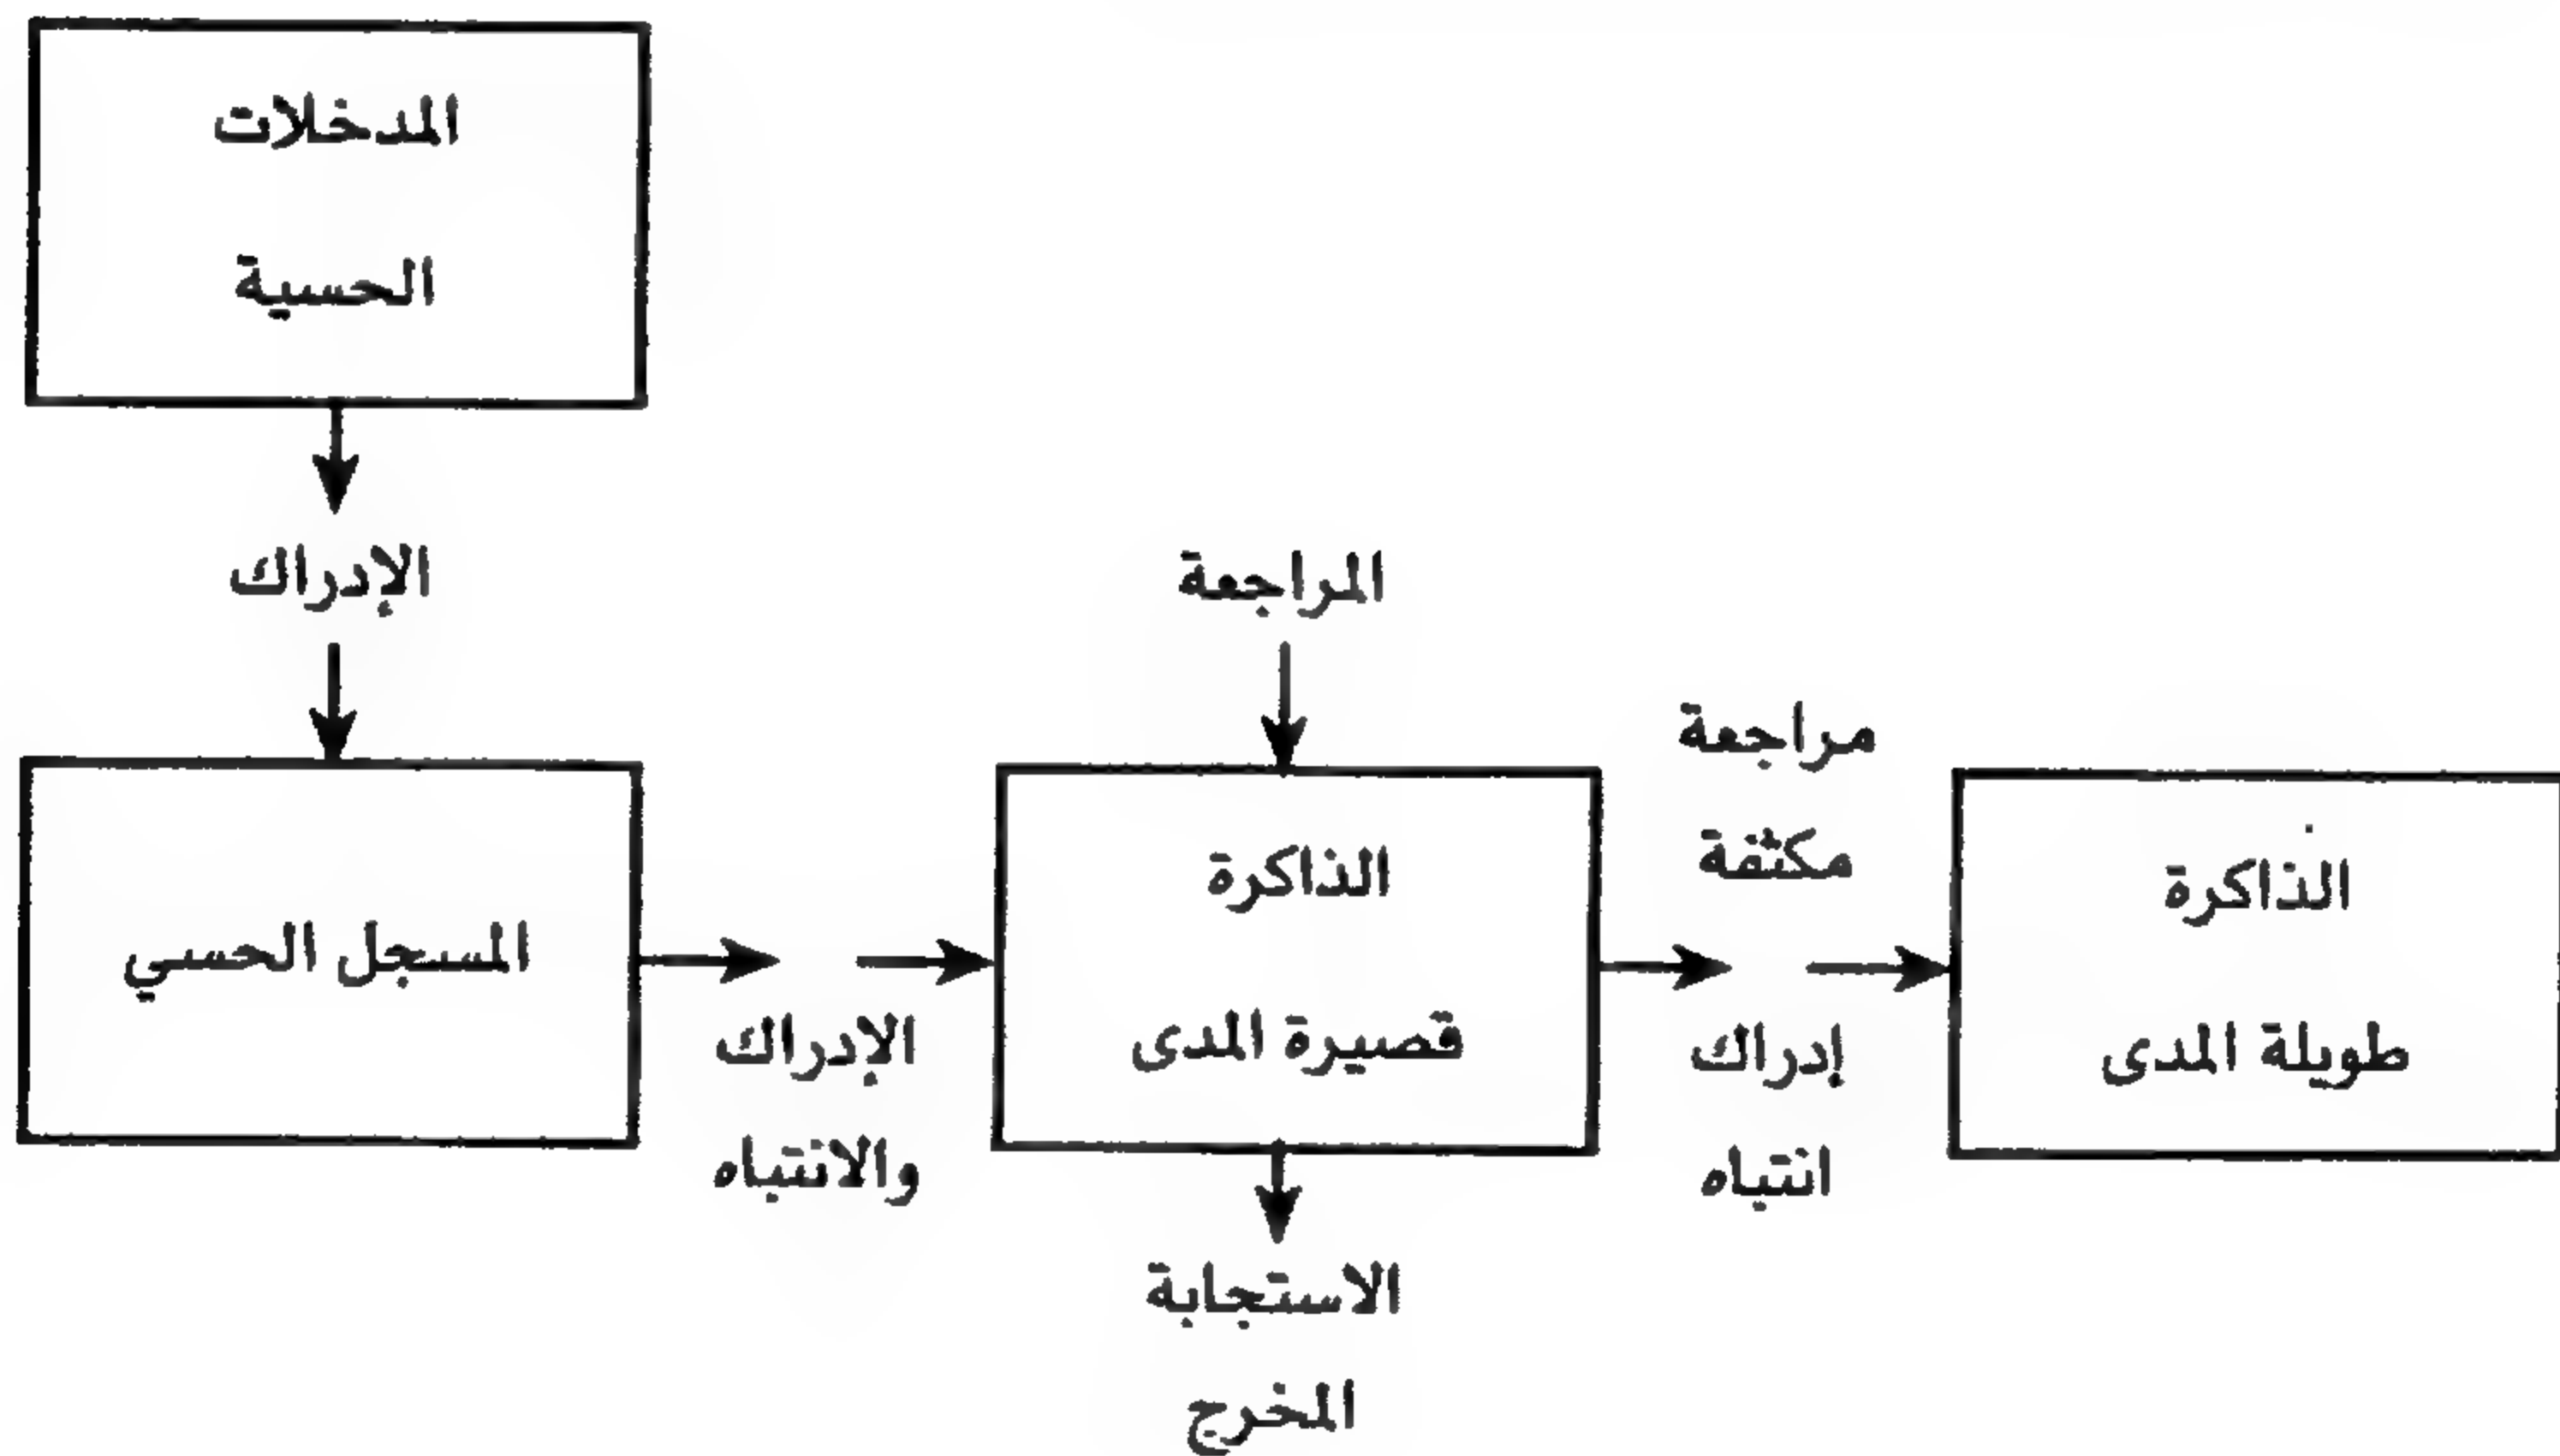 المدخلات
الحسية
الإدراك
المسجل الحسي
الإدراك
والانتباه
المراجعة
الذاكرة
قصيرة المدى
الاستجابة
المخرج
مراجعة
مكثفة
إدراك
انتباه
الذاكرة
طويلة المدى